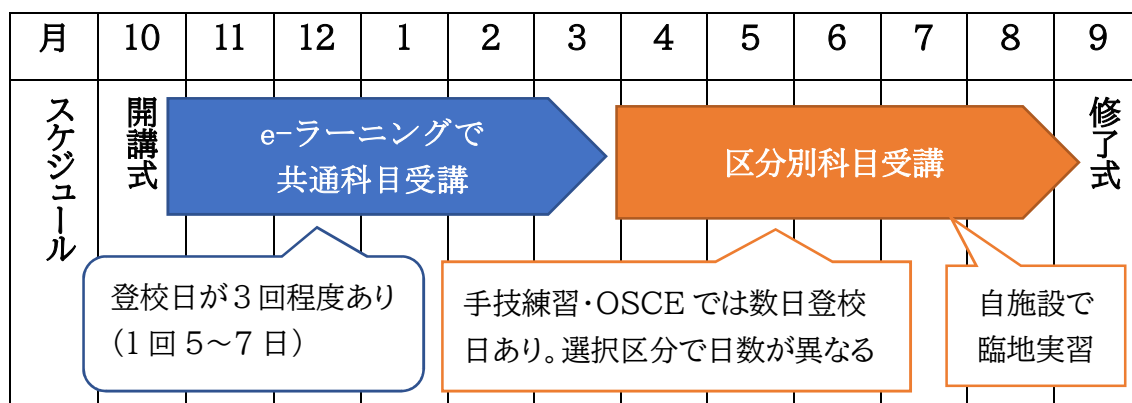 月 10 11 12 1 2 3 4 5 6 7 8 9
スケジュール
開講式
e-ラーニングで
共通科目受講
区分別科目受講
修了式
登校日が3回程度あり
(1回5~7日)
手技練習・OSCEでは数日登校
日あり。選択区分で日数が異なる
自施設で
臨地実習